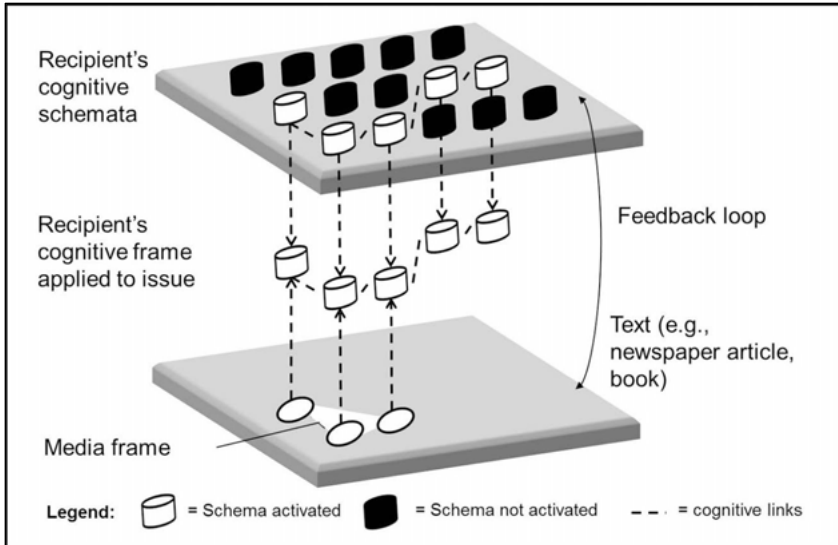 Recipient's
cognitive
schemata
Recipient's
cognitive frame
applied to issue
Feedback loop
Text (e.g.,
newspaper article,
book)
Media frame
Legend: = Schema activated = Schema not activated = cognitive links